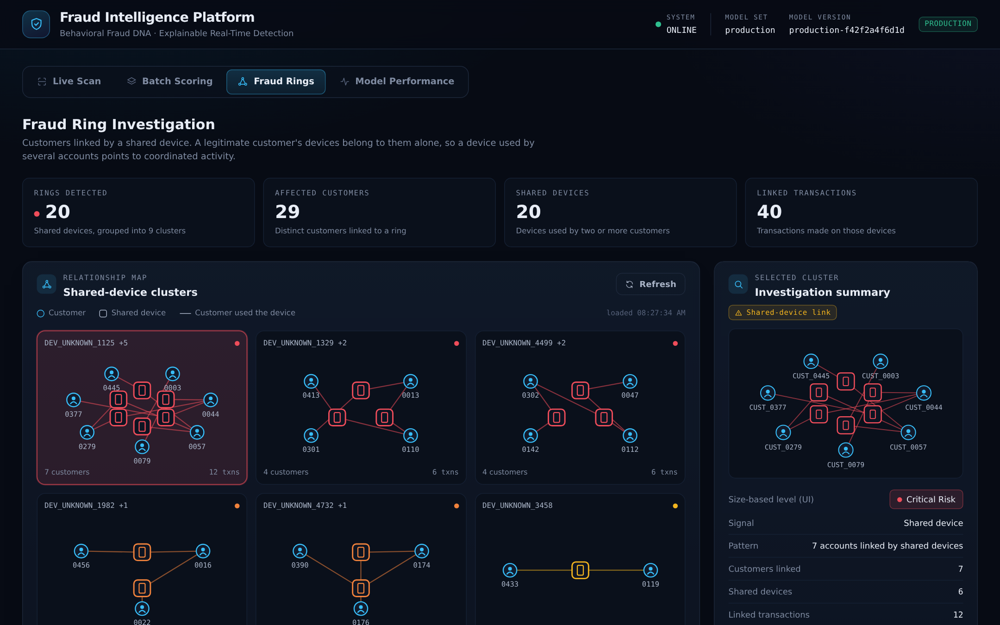 Fraud Intelligence Platform
Behavioral Fraud DNA · Explainable Real-Time Detection
SYSTEM
ONLINE
MODEL SET
production
MODEL VERSION
production-f42f2a4f6d1d
PRODUCTION
Live Scan
Batch Scoring
Fraud Rings
Model Performance
Fraud Ring Investigation
Customers linked by a shared device. A legitimate customer's devices belong to them alone, so a device used by
several accounts points to coordinated activity.
RINGS DETECTED
20
Shared devices, grouped into 9 clusters
AFFECTED CUSTOMERS
29
Distinct customers linked to a ring
SHARED DEVICES
20
Devices used by two or more customers
LINKED TRANSACTIONS
40
Transactions made on those devices
RELATIONSHIP MAP
Shared-device clusters
Refresh
Customer
Shared device
Customer used the device
loaded 08:27:34 AM
DEV_UNKNOWN_1125 +5
0445
0003
0377
0044
0279
0057
0079
7 customers
12 txns
DEV_UNKNOWN_1329 +2
0413
0013
0301
0110
4 customers
6 txns
DEV_UNKNOWN_4499 +2
0302
0047
0142
0112
4 customers
6 txns
DEV_UNKNOWN_1982 +1
0456
0016
0022
DEV_UNKNOWN_4732 +1
0390
0174
0176
DEV_UNKNOWN_3458
0433
0119
SELECTED CLUSTER
Investigation summary
Shared-device link
CUST_0445
CUST_0003
CUST_0377
CUST_0044
CUST_0279
CUST_0057
CUST_0079
Size-based level (UI)
Critical Risk
Signal
Shared device
Pattern
7 accounts linked by shared devices
Customers linked
7
Shared devices
6
Linked transactions
12